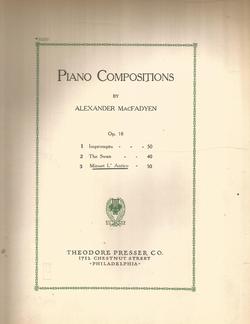 PIANO COMPOSITIONS
BY
ALEXANDER MACFADYEN
Op. 18
1 Impromptu - - 50
2 The Swan - - 40
3 Minuet L' Antico - 50
THEODORE PRESSER CO.
1712 CHESTNUT STREET
·PHILADELPHIA·